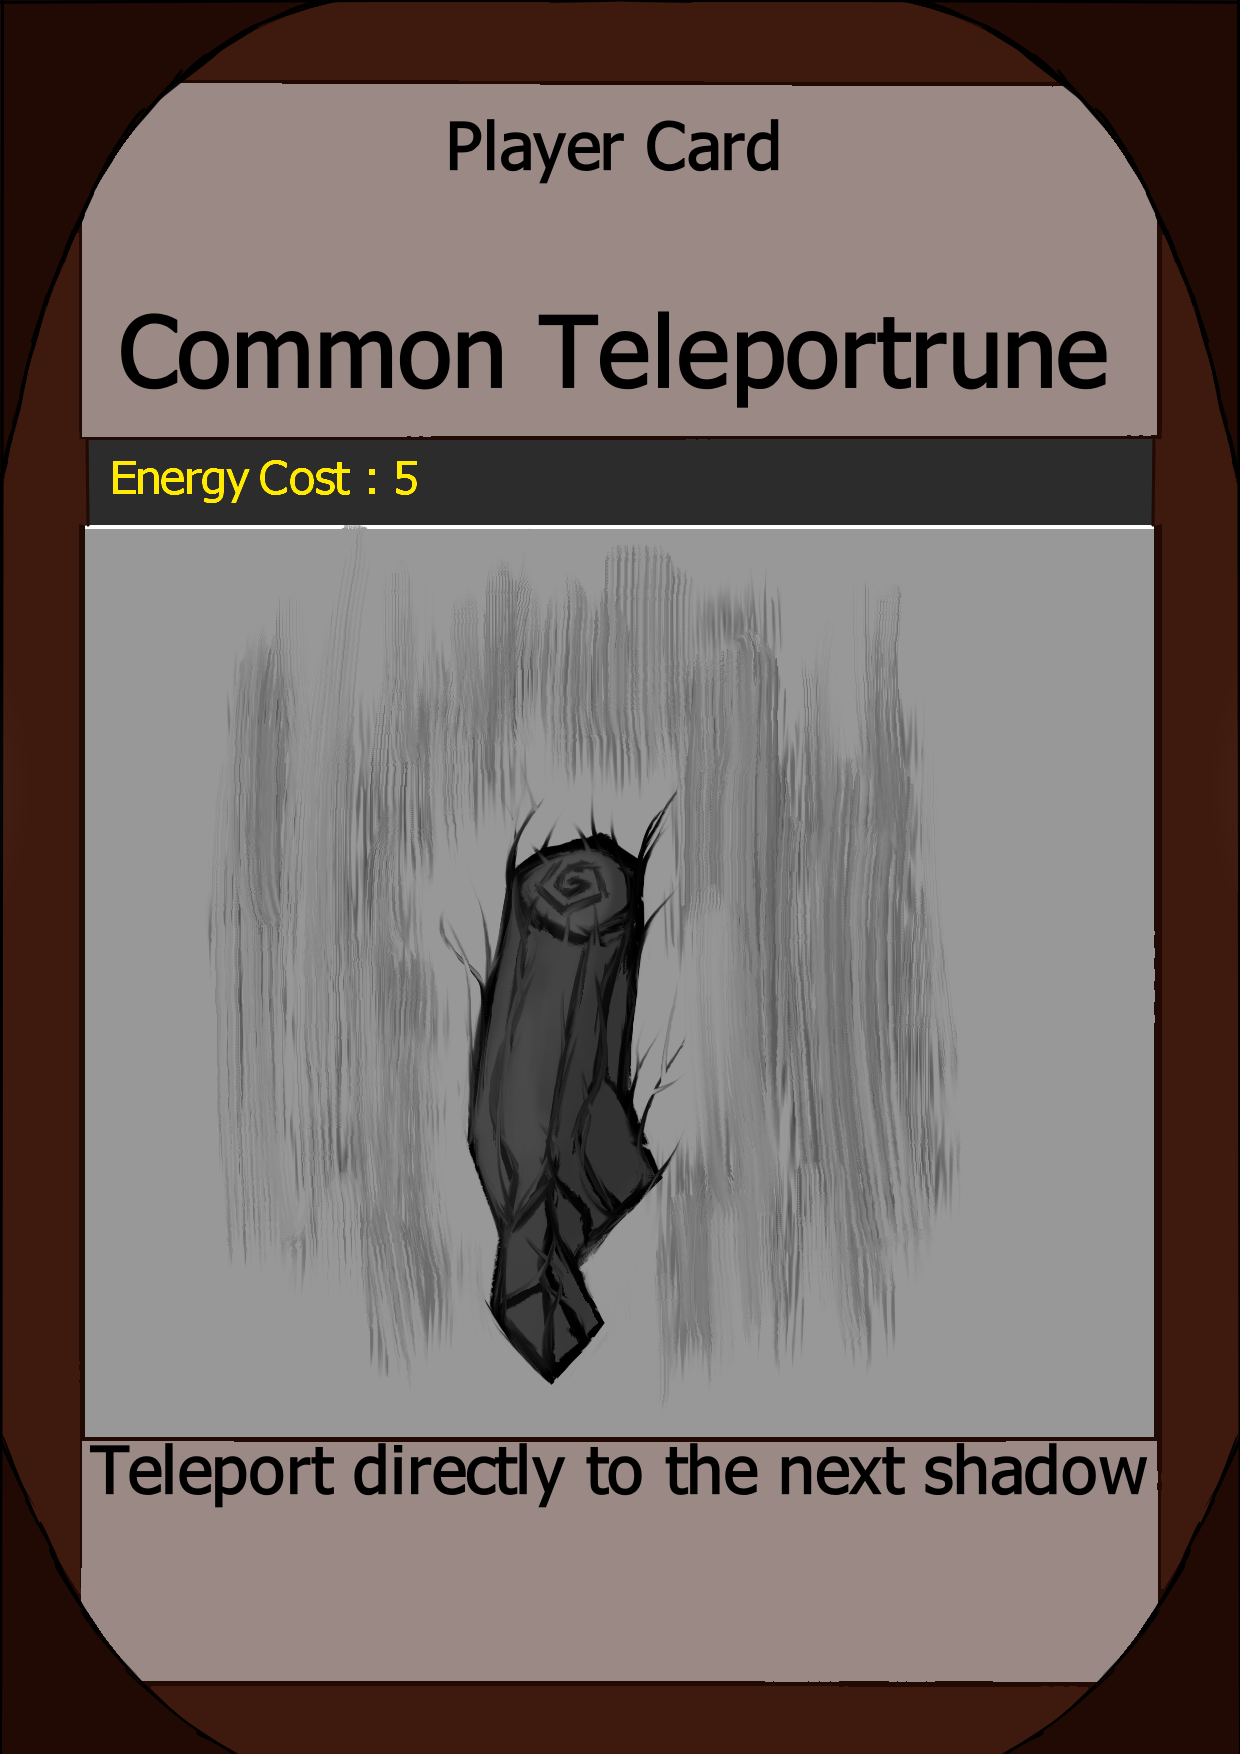 Player Card
Common Teleportrune
Energy Cost : 5
Teleport directly to the next shadow